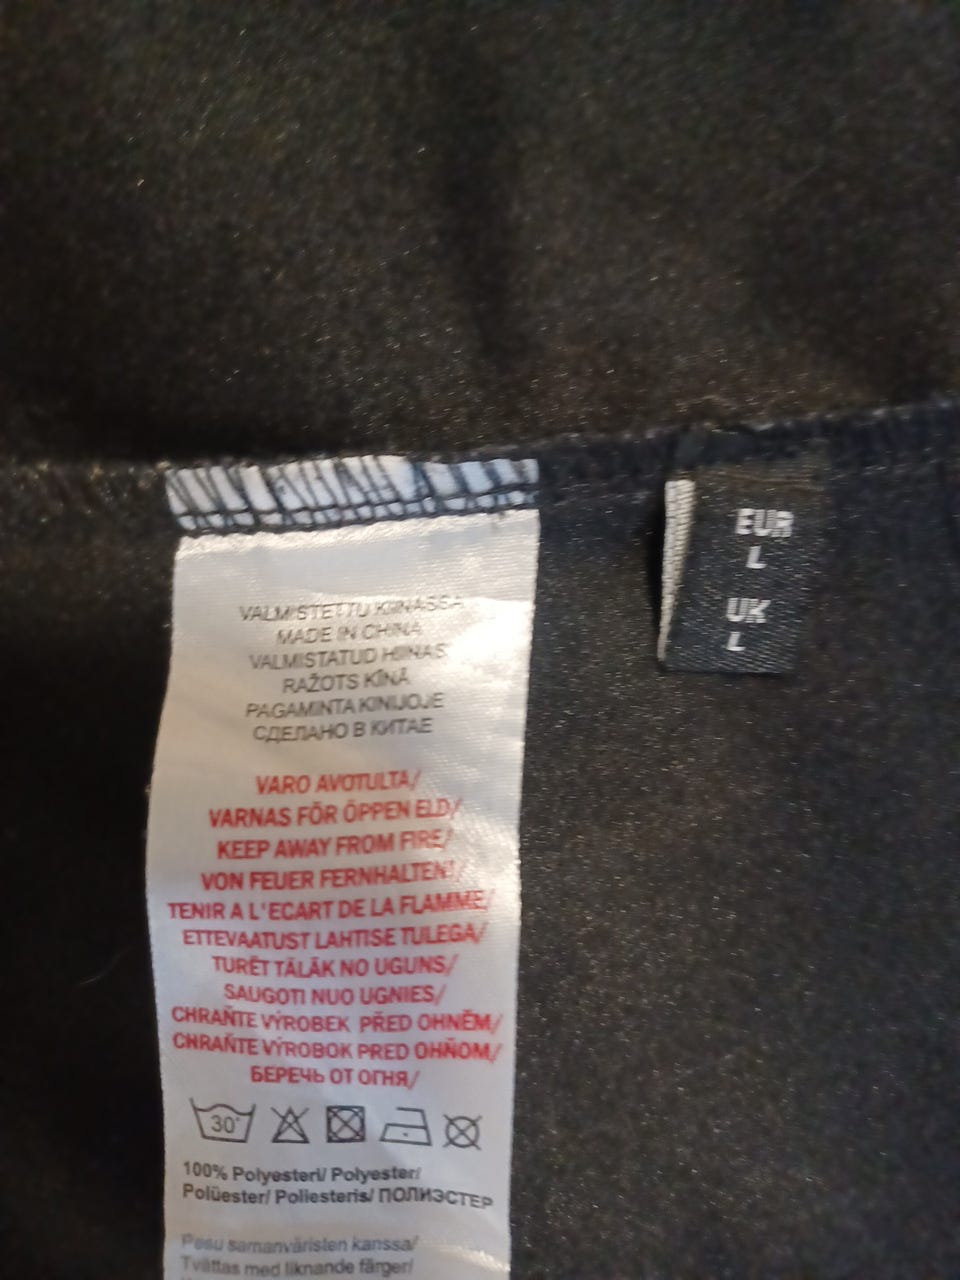 VALMISTETTU KIINASSA
MADE IN CHINA
VALMISTATUD HIINAS
RAŽOTS ĶĪNĀ
PAGAMINTA KINIJOJE
СДЕЛАНО В КИТАЕ
VARO AVOTULTA/
VARNAS FÖR ÖPPEN ELD/
KEEP AWAY FROM FIRE/
VON FEUER FERNHALTEN!/
TENIR A L'ECART DE LA FLAMME/
ETTEVAATUST LAHTISE TULEGA/
TURĒT TĀLĀK NO UGUNS/
SAUGOTI NUO UGNIES/
CHRAŇTE VÝROBEK PŘED OHNĚM/
CHRAŇTE VÝROBOK PRED OHŇOM/
БЕРЕЧЬ ОТ ОГНЯ/
30°
100% Polyesteri/ Polyester/
Polüester/ Poliesteris/ ПОЛИЭСТЕР
Pesu samanväristen kanssa/
Tvättas med liknande färger/
EUR
L
UK
L